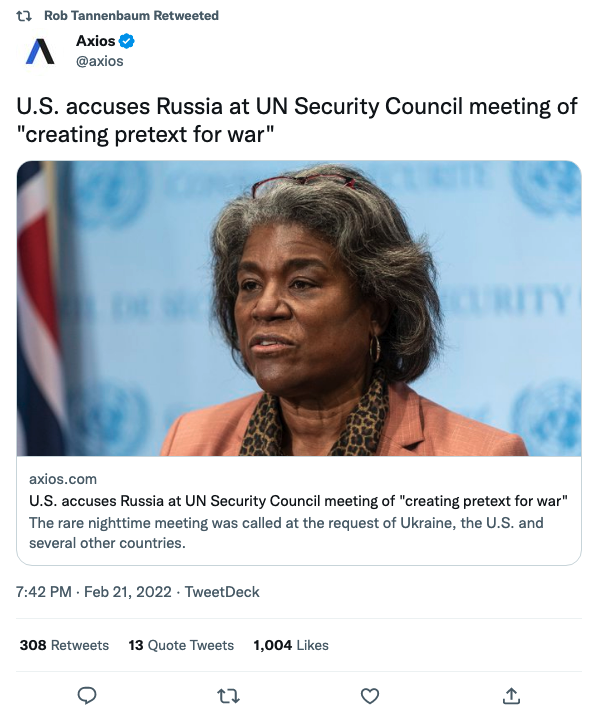 Rob Tannenbaum Retweeted
Axios
@axios
U.S. accuses Russia at UN Security Council meeting of
"creating pretext for war"
CURITÉ
DE
CURITY
axios.com
U.S. accuses Russia at UN Security Council meeting of "creating pretext for war"
The rare nighttime meeting was called at the request of Ukraine, the U.S. and
several other countries.
7:42 PM · Feb 21, 2022 · TweetDeck
308 Retweets 13 Quote Tweets 1,004 Likes